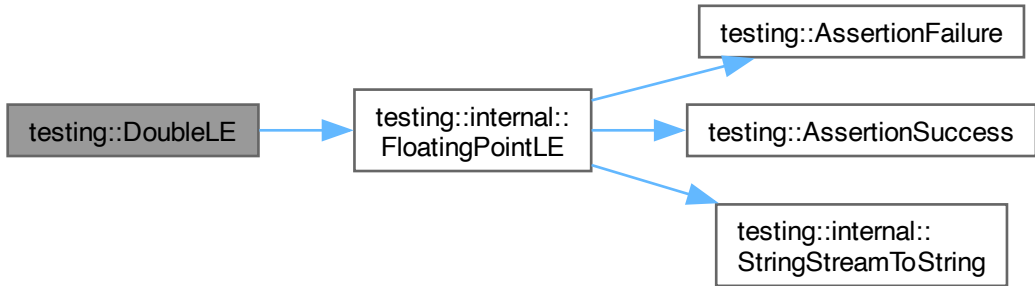 testing::DoubleLE
testing::internal::
FloatingPointLE
testing::AssertionFailure
testing::AssertionSuccess
testing::internal::
StringStreamToString